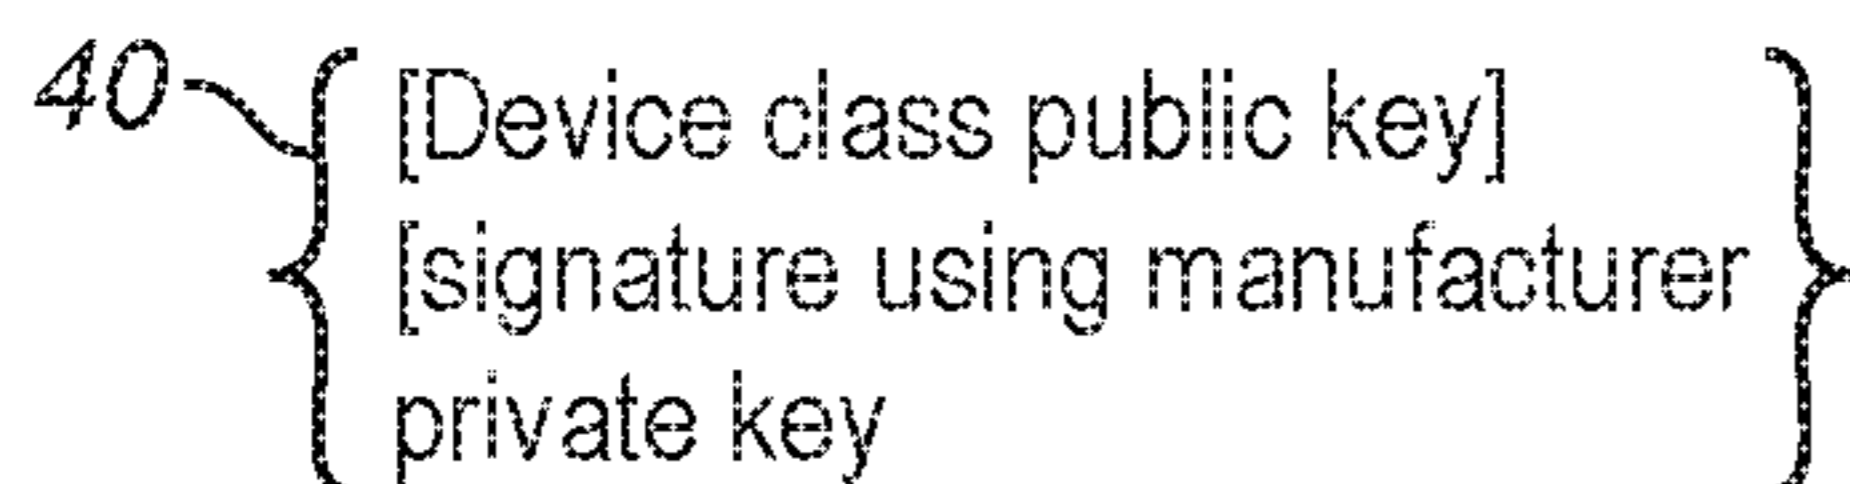 40 [Device class public key]
[signature using manufacturer
private key